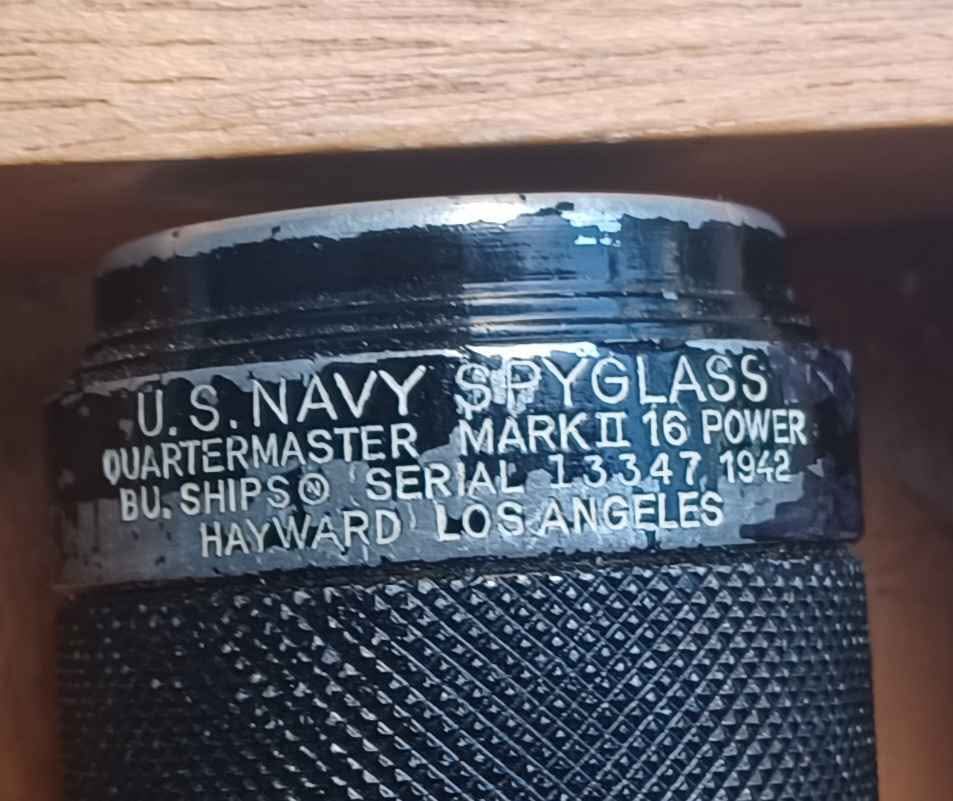 U.S. NAVY SPYGLASS
QUARTERMASTER MARK II 16 POWER
BU. SHIPS Ⓝ SERIAL 13347 1942
HAYWARD LOS ANGELES